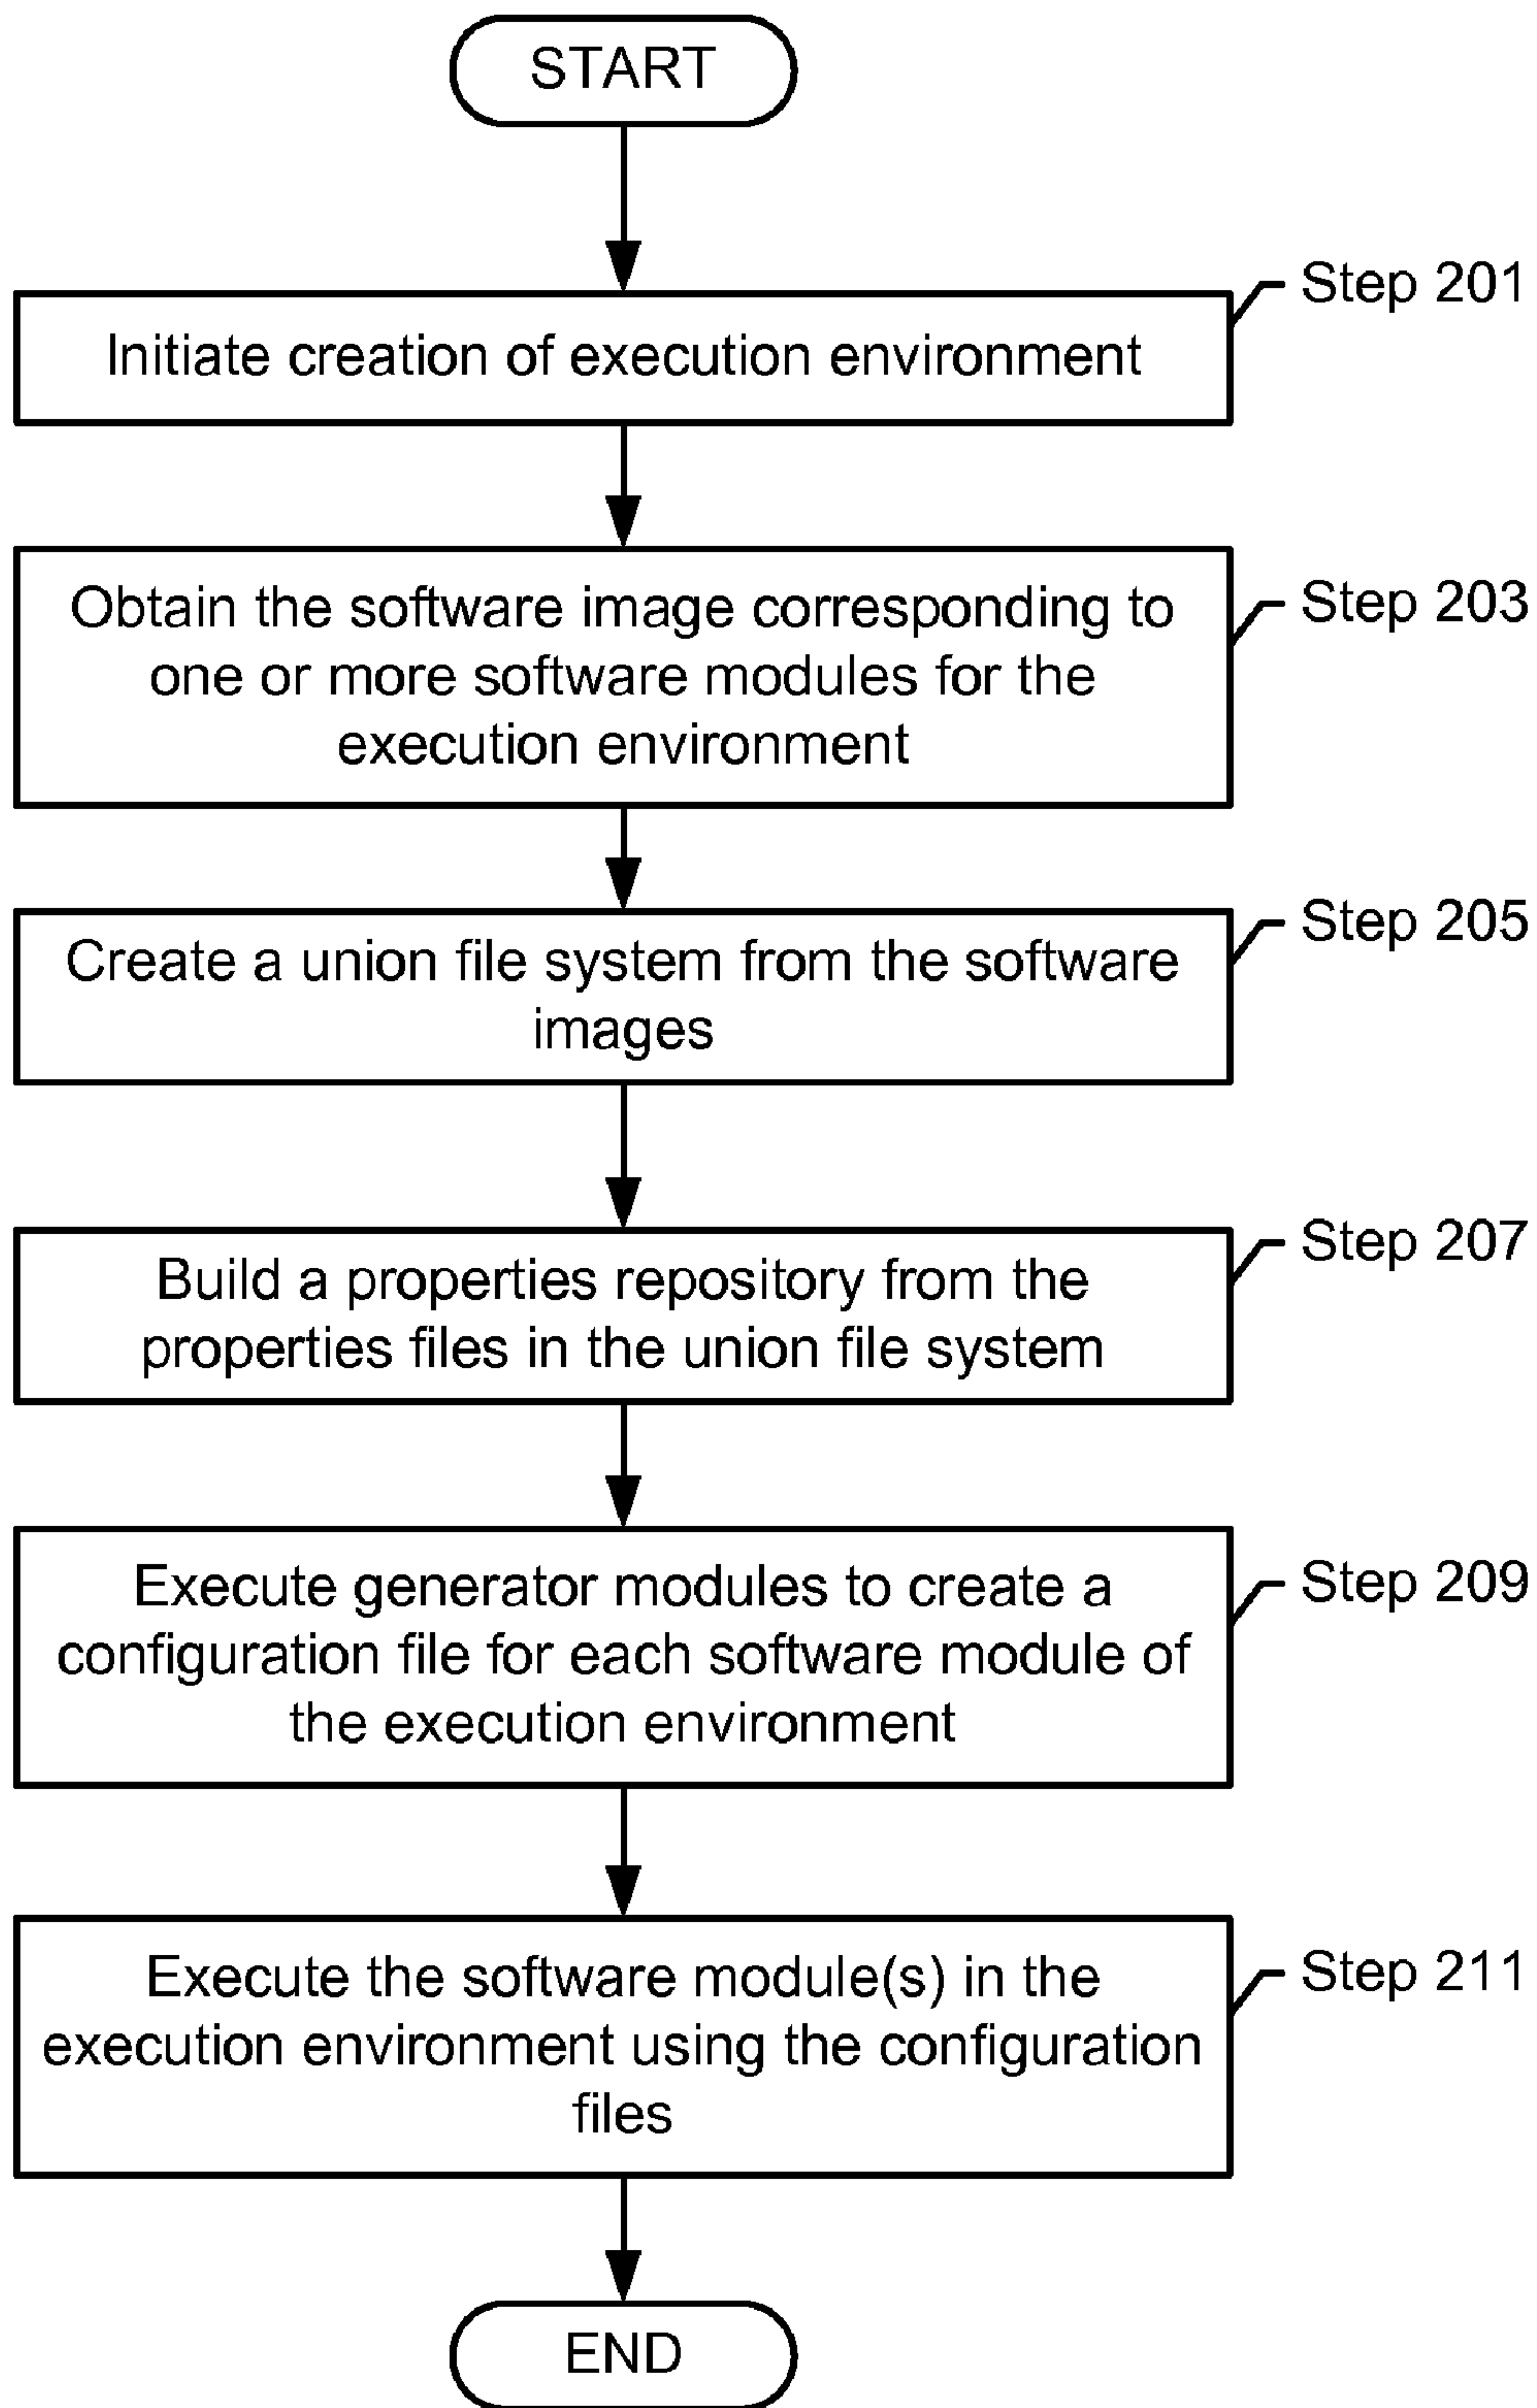 START
Step 201
Initiate creation of execution environment
Step 203
Obtain the software image corresponding to
one or more software modules for the
execution environment
Step 205
Create a union file system from the software
images
Step 207
Build a properties repository from the
properties files in the union file system
Step 209
Execute generator modules to create a
configuration file for each software module of
the execution environment
Step 211
Execute the software module(s) in the
execution environment using the configuration
files
END